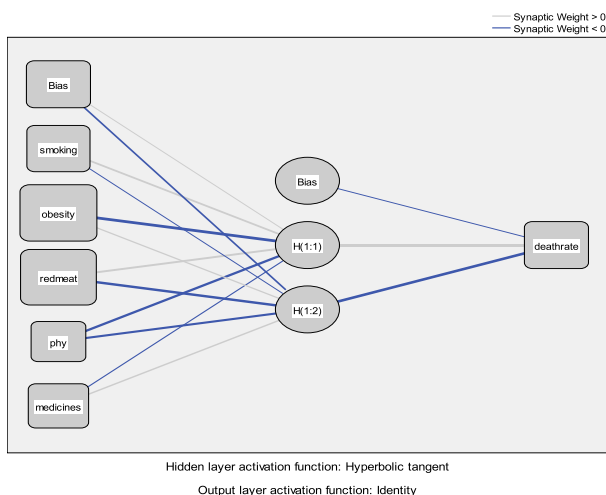 Synaptic Weight > 0
Synaptic Weight < 0
Bias
smoking
obesity
redmeat
phy
medicines
Bias
H(1:1)
H(1:2)
deathrate
Hidden layer activation function: Hyperbolic tangent
Output layer activation function: Identity